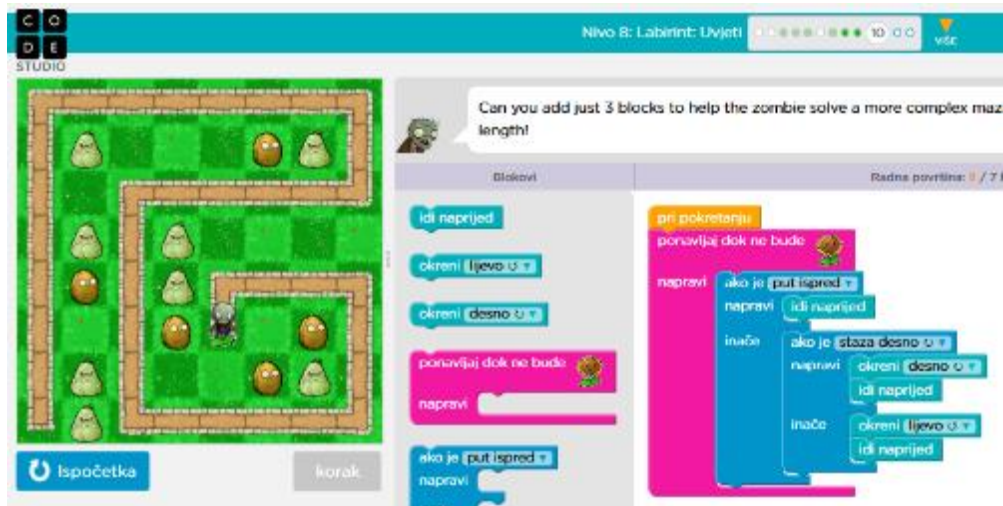 CODE
STUDIO
Nivo 8: Labirint: Uvjeti
10
VIŠE
Can you add just 3 blocks to help the zombie solve a more complex maz
length!
Blokovi
Radna površina: / 7
idi naprijed
okreni lijevo ↺ ▼
okreni desno ↻ ▼
ponavljaj dok ne bude
napravi
ako je put ispred ▼
napravi
pri pokretanju
ponavljaj dok ne bude
napravi
ako je put ispred ▼
napravi idi naprijed
inače
ako je staza desno ↻ ▼
napravi okreni desno ↻ ▼
idi naprijed
inače okreni lijevo ↺ ▼
idi naprijed
Ispočetka
korak